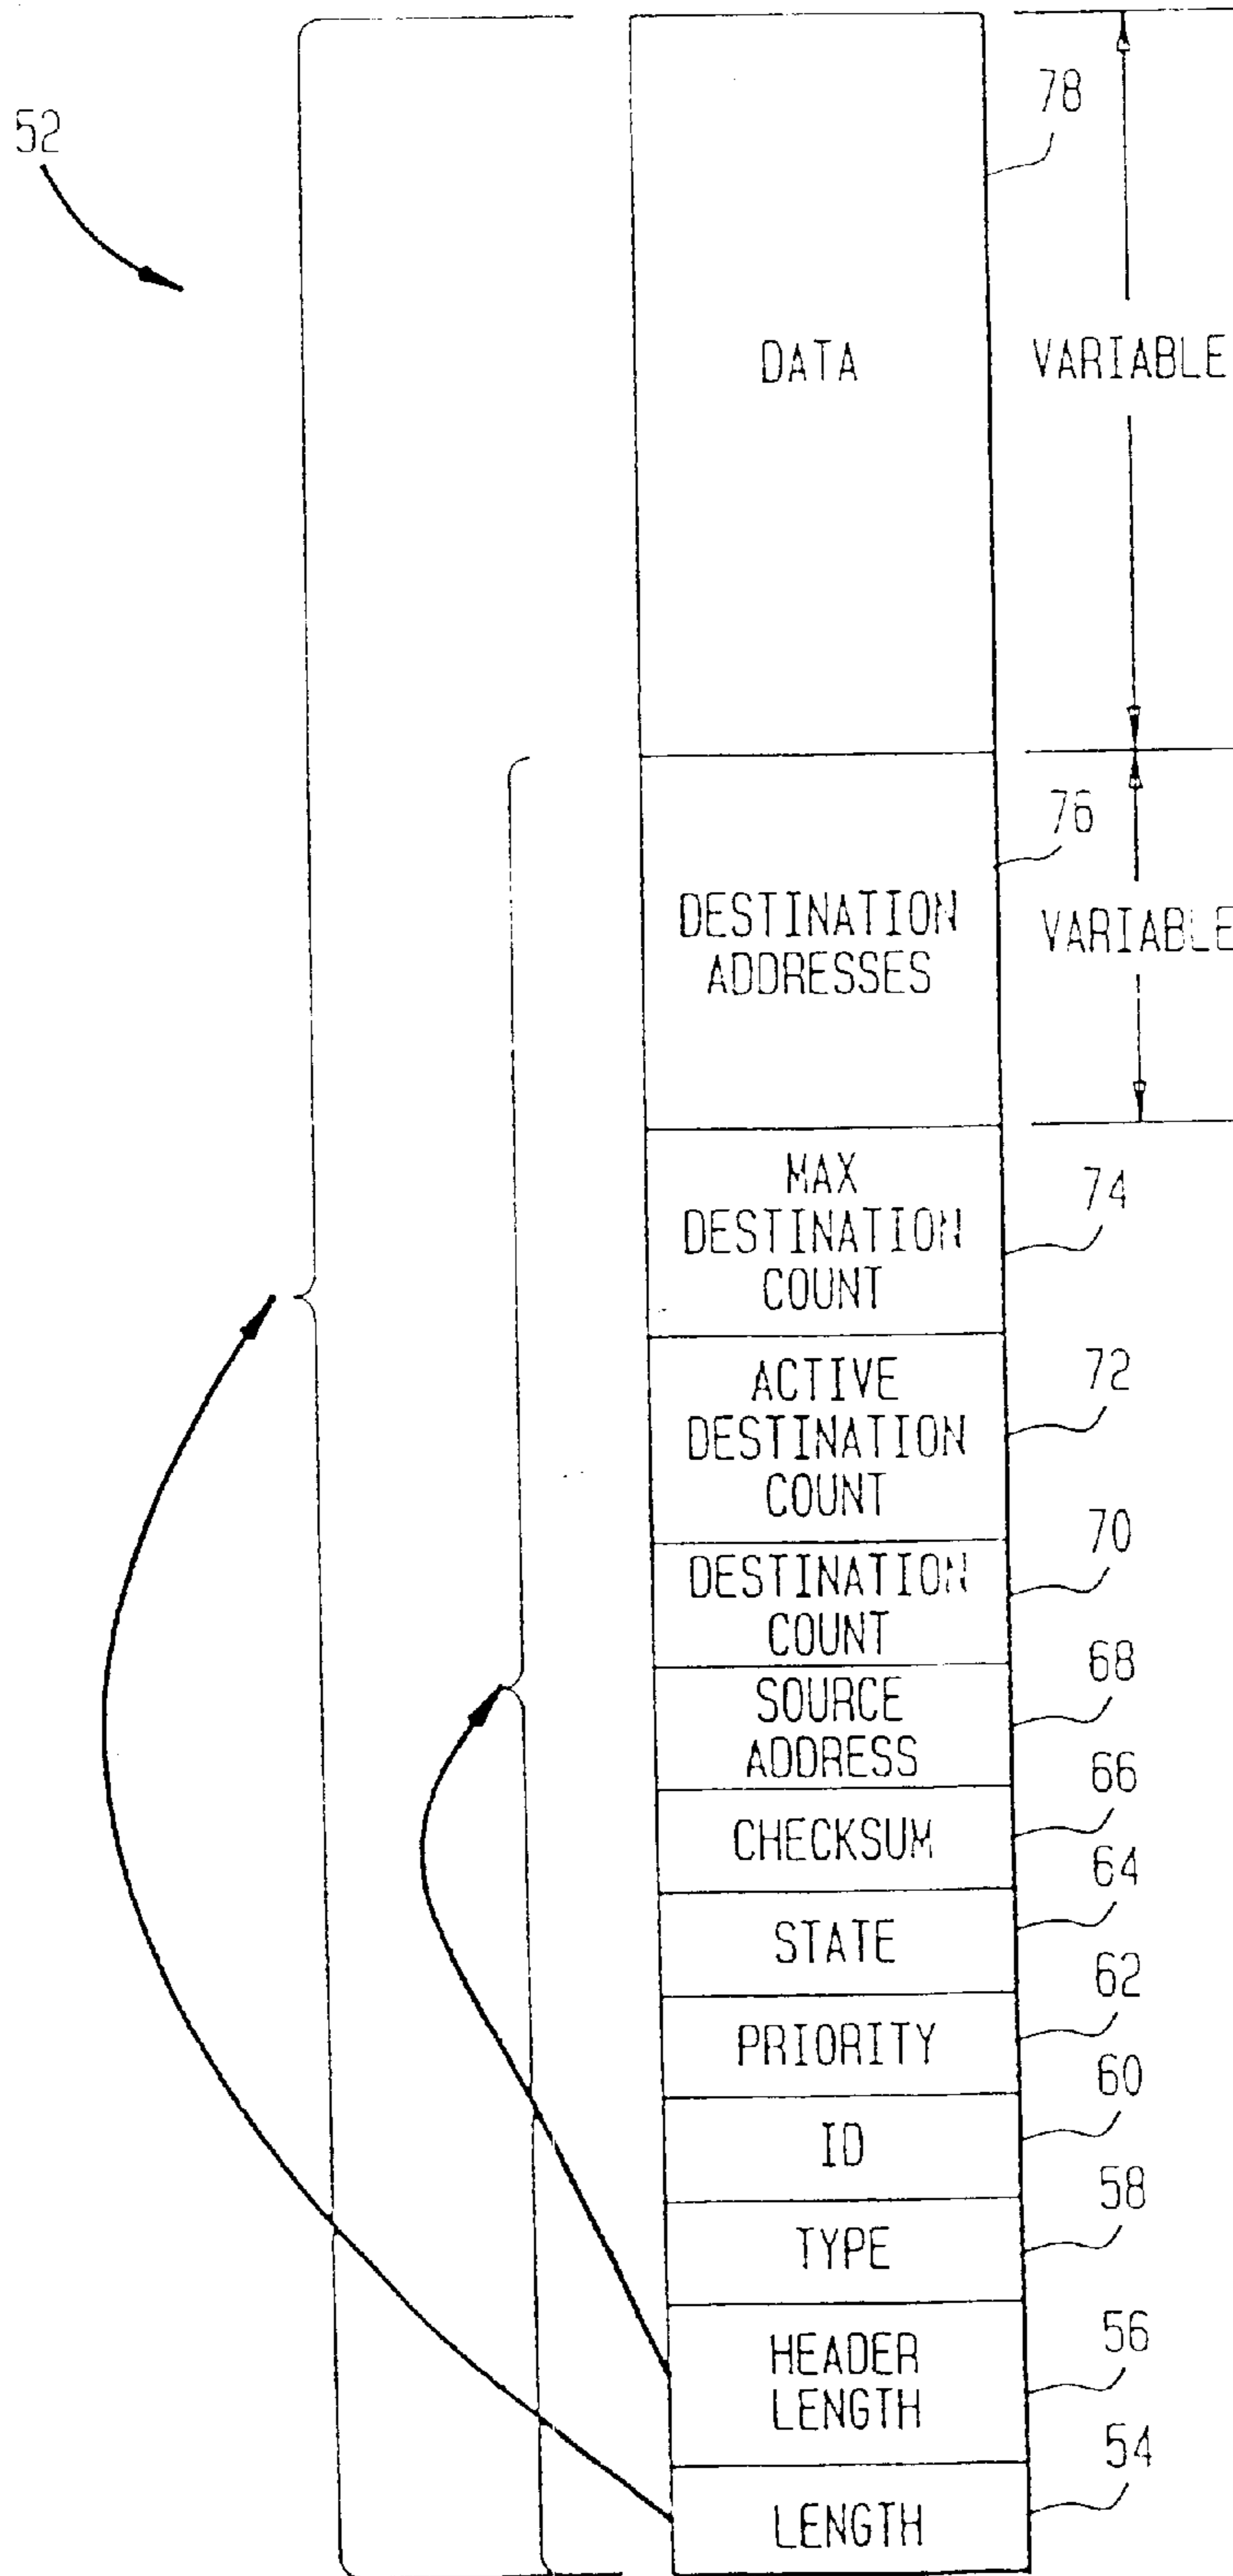 52
78
DATA
VARIABLE
76
DESTINATION
ADDRESSES
VARIABLE
MAX
DESTINATION
COUNT
74
ACTIVE
DESTINATION
COUNT
72
DESTINATION
COUNT
70
SOURCE
ADDRESS
68
CHECKSUM
66
STATE
64
PRIORITY
62
ID
60
TYPE
58
HEADER
LENGTH
56
LENGTH
54